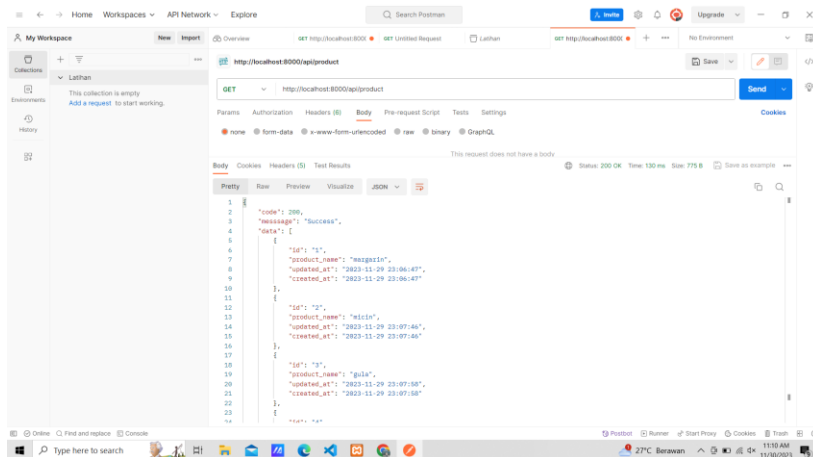 Home Workspaces API Network Explore Search Postman Invite Upgrade
My Workspace New Import Overview GET http://localhost:800( GET Untitled Request Latihan GET http://localhost:800( No Environment
Collections
Environments
History
Latihan
This collection is empty
Add a request to start working.
http://localhost:8000/api/product Save
GET http://localhost:8000/api/product Send
Params Authorization Headers (6) Body Pre-request Script Tests Settings Cookies
none form-data x-www-form-urlencoded raw binary GraphQL
This request does not have a body
Body Cookies Headers (5) Test Results Status: 200 OK Time: 130 ms Size: 775 B Save as example
Pretty Raw Preview Visualize JSON
1 {
2 "code": 200,
3 "messsage": "Success",
4 "data": [
5 {
6 "id": "1",
7 "product_name": "margarin",
8 "updated_at": "2023-11-29 23:06:47",
9 "created_at": "2023-11-29 23:06:47"
10 },
11 {
12 "id": "2",
13 "product_name": "micin",
14 "updated_at": "2023-11-29 23:07:46",
15 "created_at": "2023-11-29 23:07:46"
16 },
17 {
18 "id": "3",
19 "product_name": "gula",
20 "updated_at": "2023-11-29 23:07:58",
21 "created_at": "2023-11-29 23:07:58"
22 },
23 {
24 "id": "4"
Online Find and replace Console Postbot Runner Start Proxy Cookies Trash
Type here to search 27°C Berawan 11:10 AM
11/30/2023